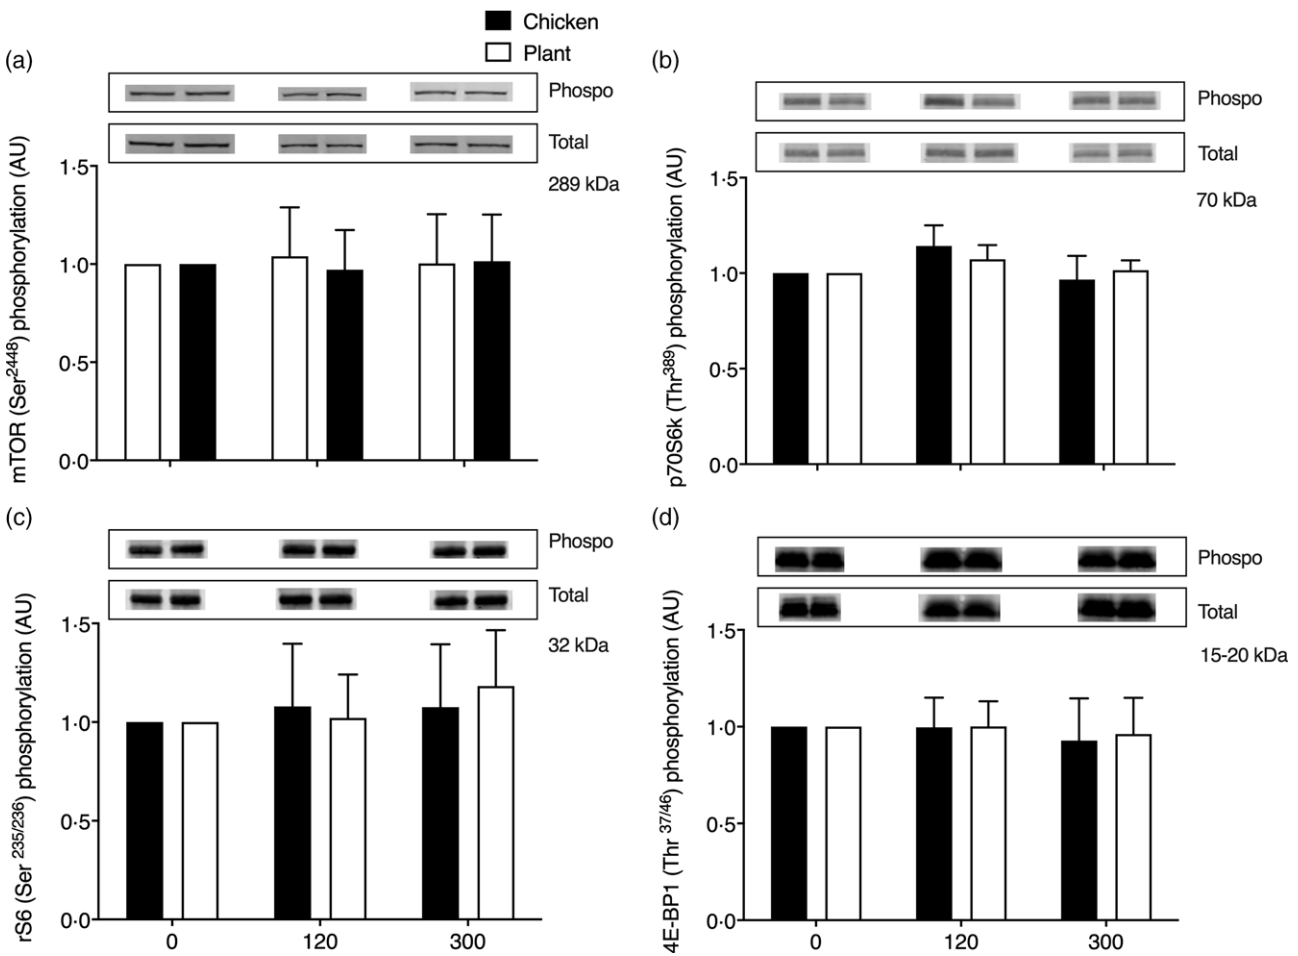 Chicken
Plant
(a)
Phospo
Total
289 kDa
mTOR (Ser2448) phosphorylation (AU)
1·5
1·0
0·5
0·0
(b)
Phospo
Total
70 kDa
p70S6k (Thr389) phosphorylation (AU)
1·5
1·0
0·5
0·0
(c)
Phospo
Total
32 kDa
rS6 (Ser 235/236) phosphorylation (AU)
1·5
1·0
0·5
0·0
0 120 300
(d)
Phospo
Total
15-20 kDa
4E-BP1 (Thr 37/46) phosphorylation (AU)
1·5
1·0
0·5
0·0
0 120 300